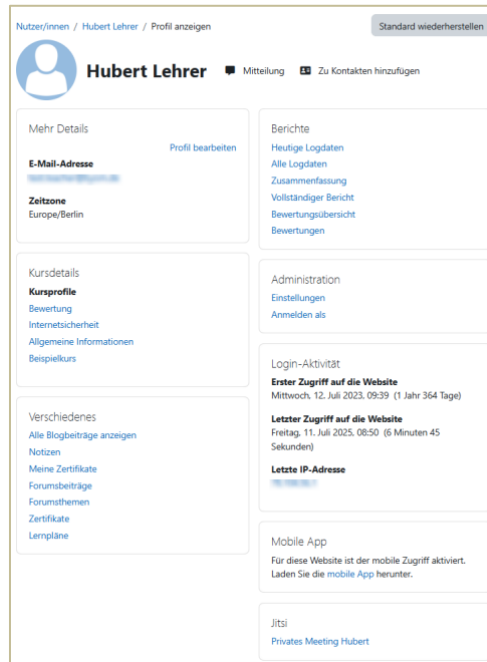 Nutzer/innen / Hubert Lehrer / Profil anzeigen
Standard wiederherstellen
Hubert Lehrer
Mitteilung
Zu Kontakten hinzufügen
Mehr Details
Profil bearbeiten
E-Mail-Adresse
Zeitzone
Europe/Berlin
Kursdetails
Kursprofile
Bewertung
Internetsicherheit
Allgemeine Informationen
Beispielkurs
Verschiedenes
Alle Blogbeiträge anzeigen
Notizen
Meine Zertifikate
Forumsbeiträge
Forumsthemen
Zertifikate
Lernpläne
Berichte
Heutige Logdaten
Alle Logdaten
Zusammenfassung
Vollständiger Bericht
Bewertungsübersicht
Bewertungen
Administration
Einstellungen
Anmelden als
Login-Aktivität
Erster Zugriff auf die Website
Mittwoch, 12. Juli 2023, 09:39 (1 Jahr 364 Tage)
Letzter Zugriff auf die Website
Freitag, 11. Juli 2025, 08:50 (6 Minuten 45
Sekunden)
Letzte IP-Adresse
Mobile App
Für diese Website ist der mobile Zugriff aktiviert.
Laden Sie die mobile App herunter.
Jitsi
Privates Meeting Hubert